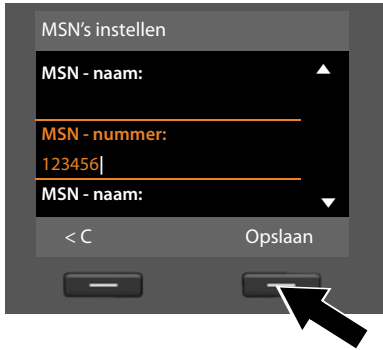 MSN's instellen
MSN - naam:
MSN - nummer:
123456
MSN - naam:
< C Opslaan